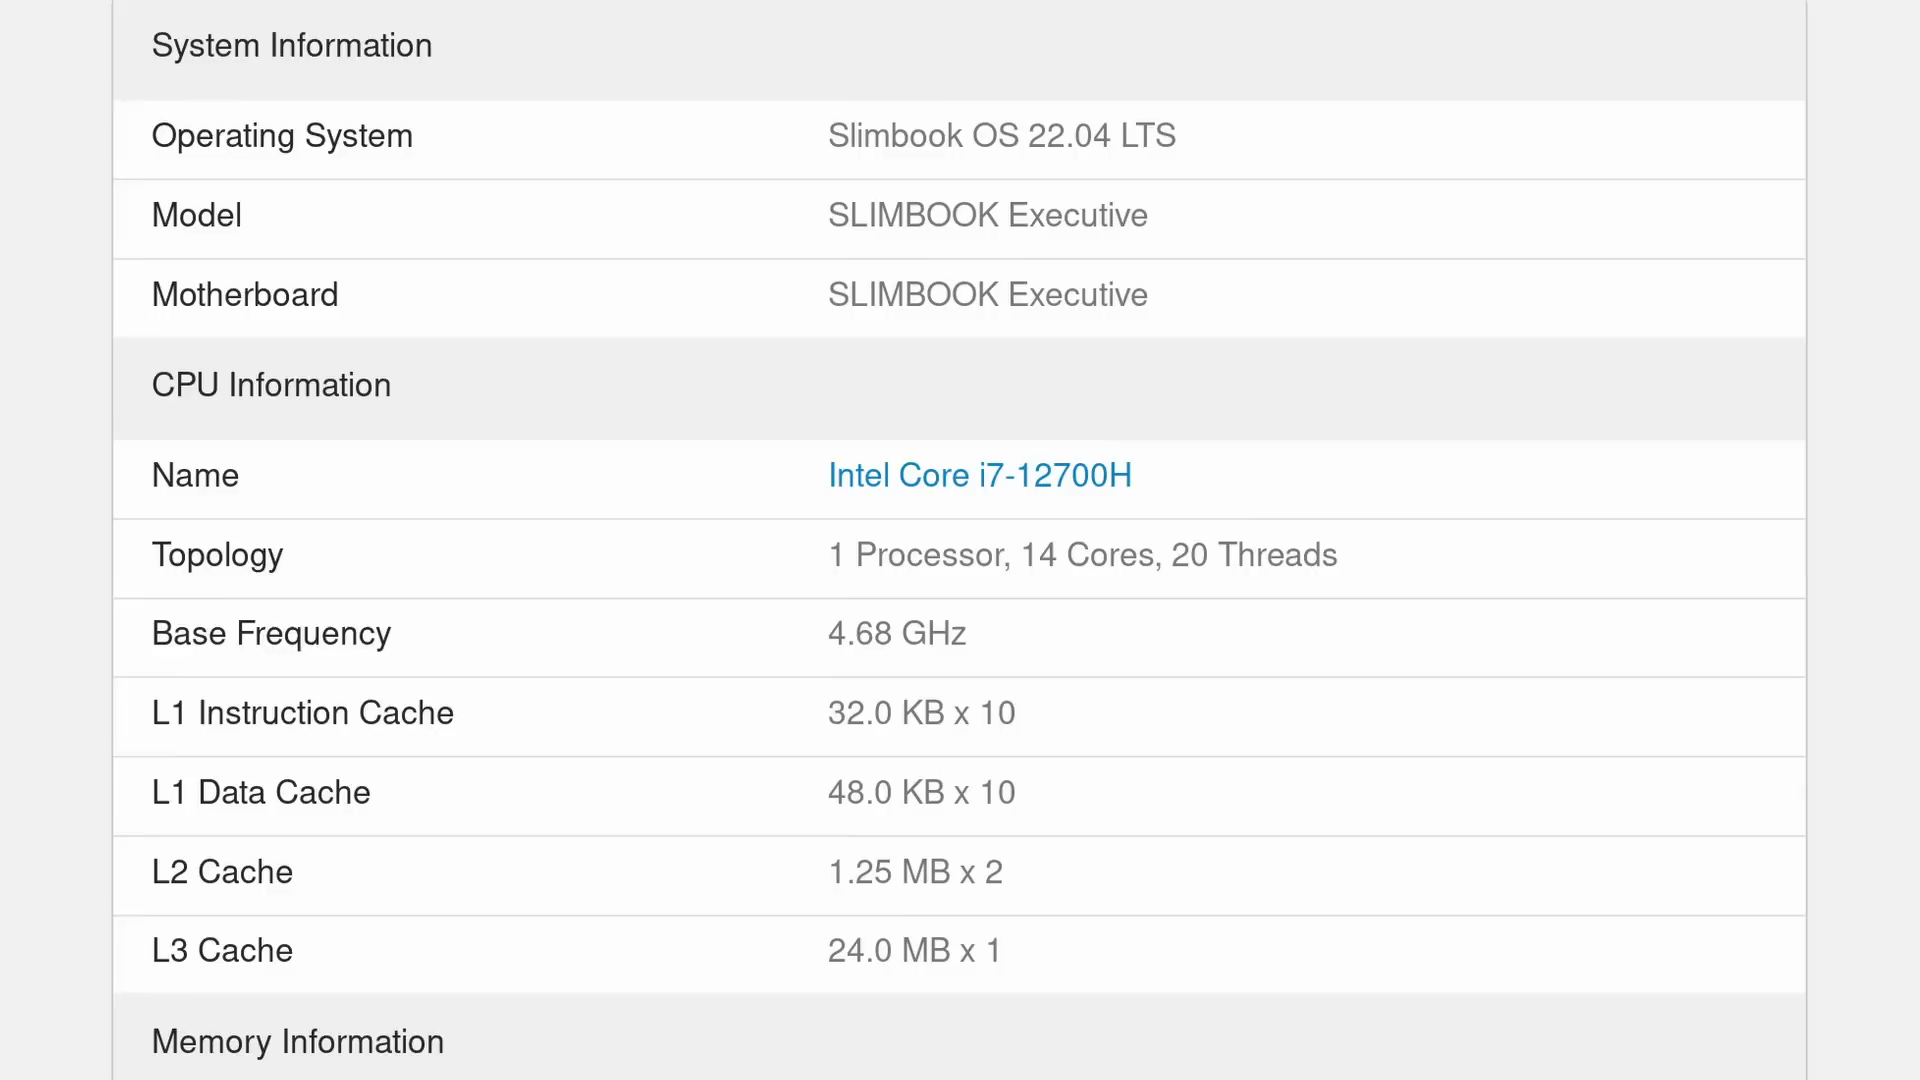 System Information
Operating System Slimbook OS 22.04 LTS
Model SLIMBOOK Executive
Motherboard SLIMBOOK Executive
CPU Information
Name Intel Core i7-12700H
Topology 1 Processor, 14 Cores, 20 Threads
Base Frequency 4.68 GHz
L1 Instruction Cache 32.0 KB x 10
L1 Data Cache 48.0 KB x 10
L2 Cache 1.25 MB x 2
L3 Cache 24.0 MB x 1
Memory Information